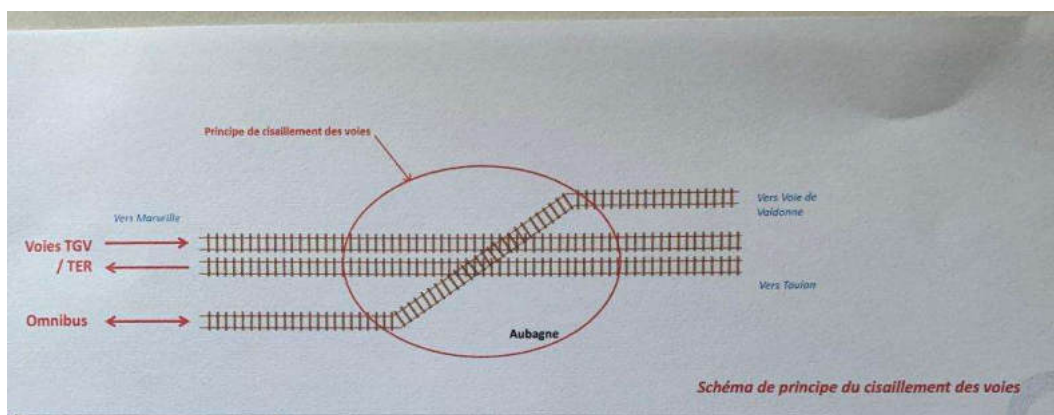 Principe de cisaillement des voies
Vers Marseille
Vers Voie de
Valdonne
Voies TGV
/ TER
Vers Toulon
Omnibus
Aubagne
Schéma de principe du cisaillement des voies